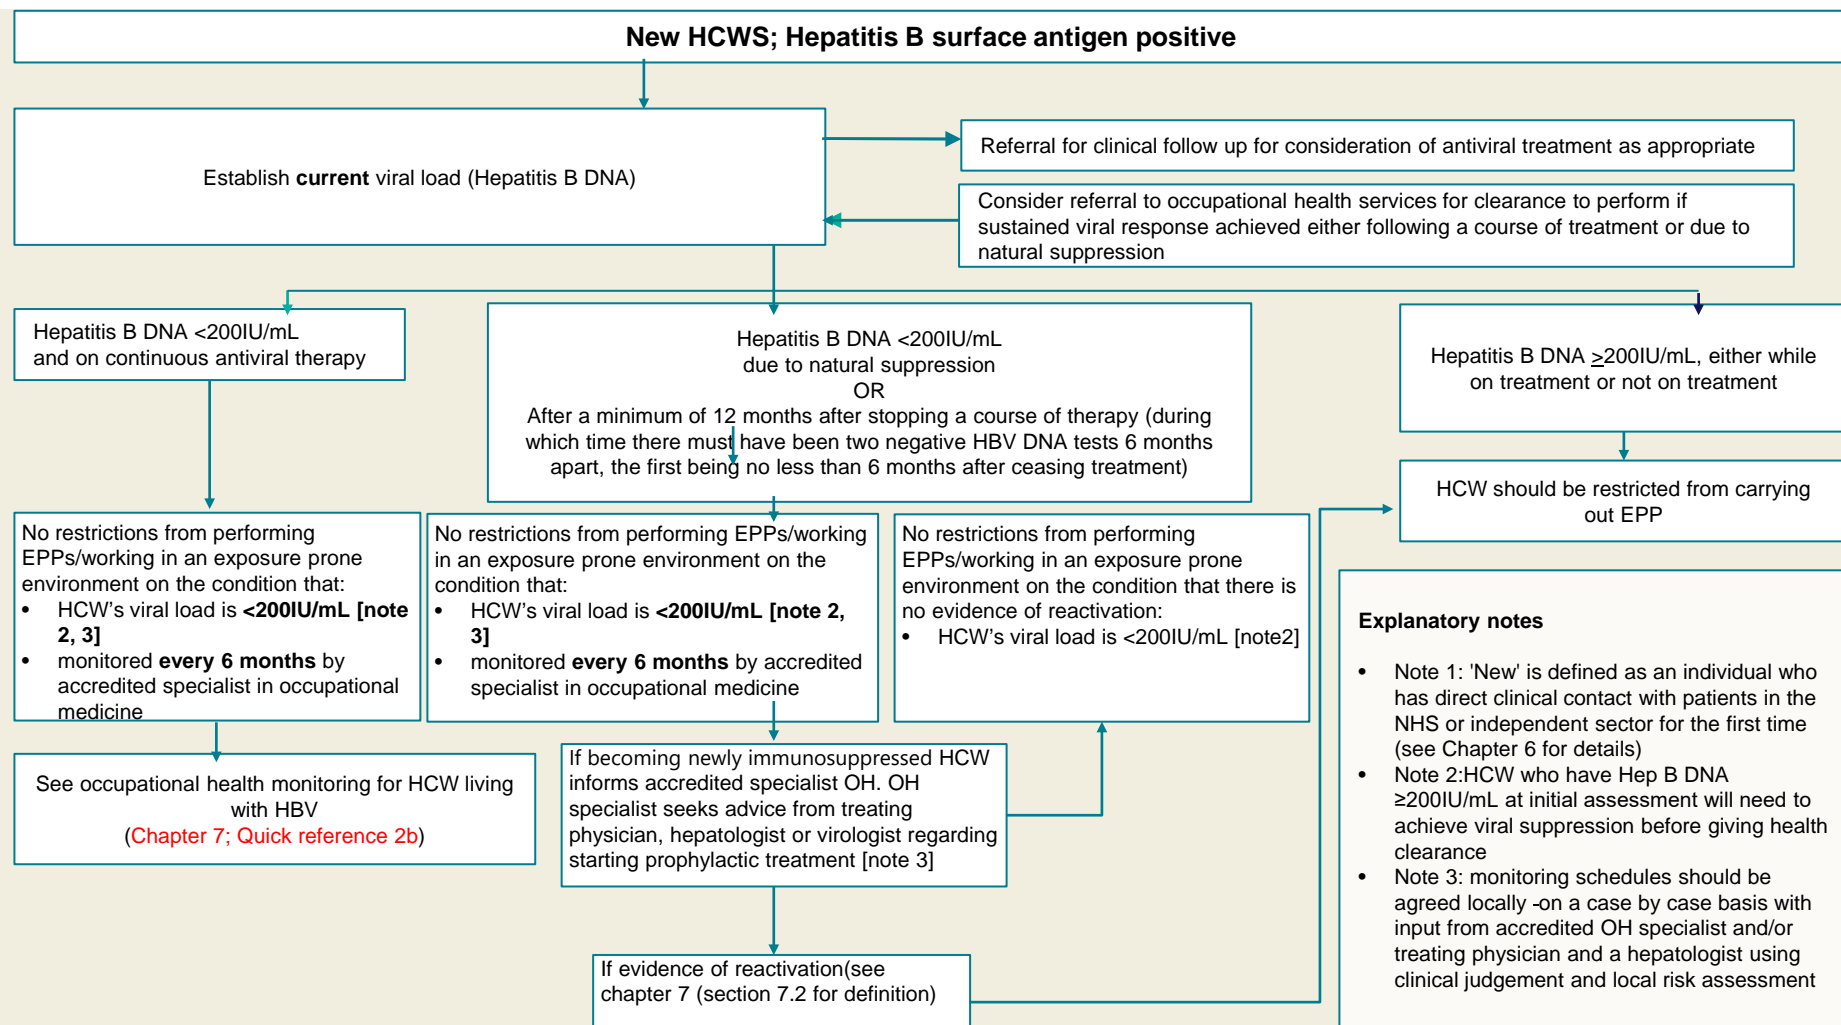 New HCWS; Hepatitis B surface antigen positive
Establish current viral load (Hepatitis B DNA)
Referral for clinical follow up for consideration of antiviral treatment as appropriate
Consider referral to occupational health services for clearance to perform if
sustained viral response achieved either following a course of treatment or due to
natural suppression
Hepatitis B DNA <200IU/mL
and on continuous antiviral therapy
Hepatitis B DNA <200IU/mL
due to natural suppression
OR
After a minimum of 12 months after stopping a course of therapy (during
which time there must have been two negative HBV DNA tests 6 months
apart, the first being no less than 6 months after ceasing treatment)
Hepatitis B DNA ≥200IU/mL, either while
on treatment or not on treatment
HCW should be restricted from carrying
out EPP
No restrictions from performing
EPPs/working in an exposure prone
environment on the condition that:
• HCW's viral load is <200IU/mL [note
2, 3]
• monitored every 6 months by
accredited specialist in occupational
medicine
No restrictions from performing EPPs/working
in an exposure prone environment on the
condition that:
• HCW's viral load is <200IU/mL [note 2,
3]
• monitored every 6 months by accredited
specialist in occupational medicine
No restrictions from performing
EPPs/working in an exposure prone
environment on the condition that there is
no evidence of reactivation:
• HCW's viral load is <200IU/mL [note2]
See occupational health monitoring for HCW living
with HBV
(Chapter 7; Quick reference 2b)
If becoming newly immunosuppressed HCW
informs accredited specialist OH. OH
specialist seeks advice from treating
physician, hepatologist or virologist regarding
starting prophylactic treatment [note 3]
If evidence of reactivation(see
chapter 7 (section 7.2 for definition)
Explanatory notes
• Note 1: 'New' is defined as an individual who
has direct clinical contact with patients in the
NHS or independent sector for the first time
(see Chapter 6 for details)
• Note 2:HCW who have Hep B DNA
≥200IU/mL at initial assessment will need to
achieve viral suppression before giving health
clearance
• Note 3: monitoring schedules should be
agreed locally -on a case by case basis with
input from accredited OH specialist and/or
treating physician and a hepatologist using
clinical judgement and local risk assessment